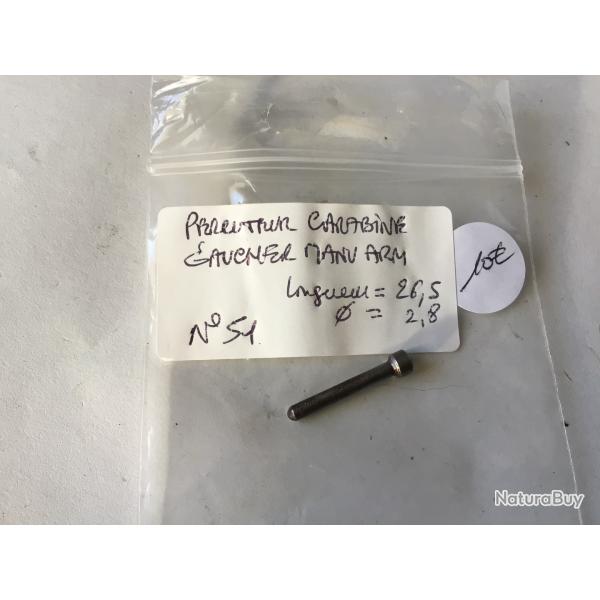 PERCUTEUR CARABINE
GAUCHER MANU ARM
longueur = 26,5
Ø = 2,8
N° 51
10€
NaturaBuy